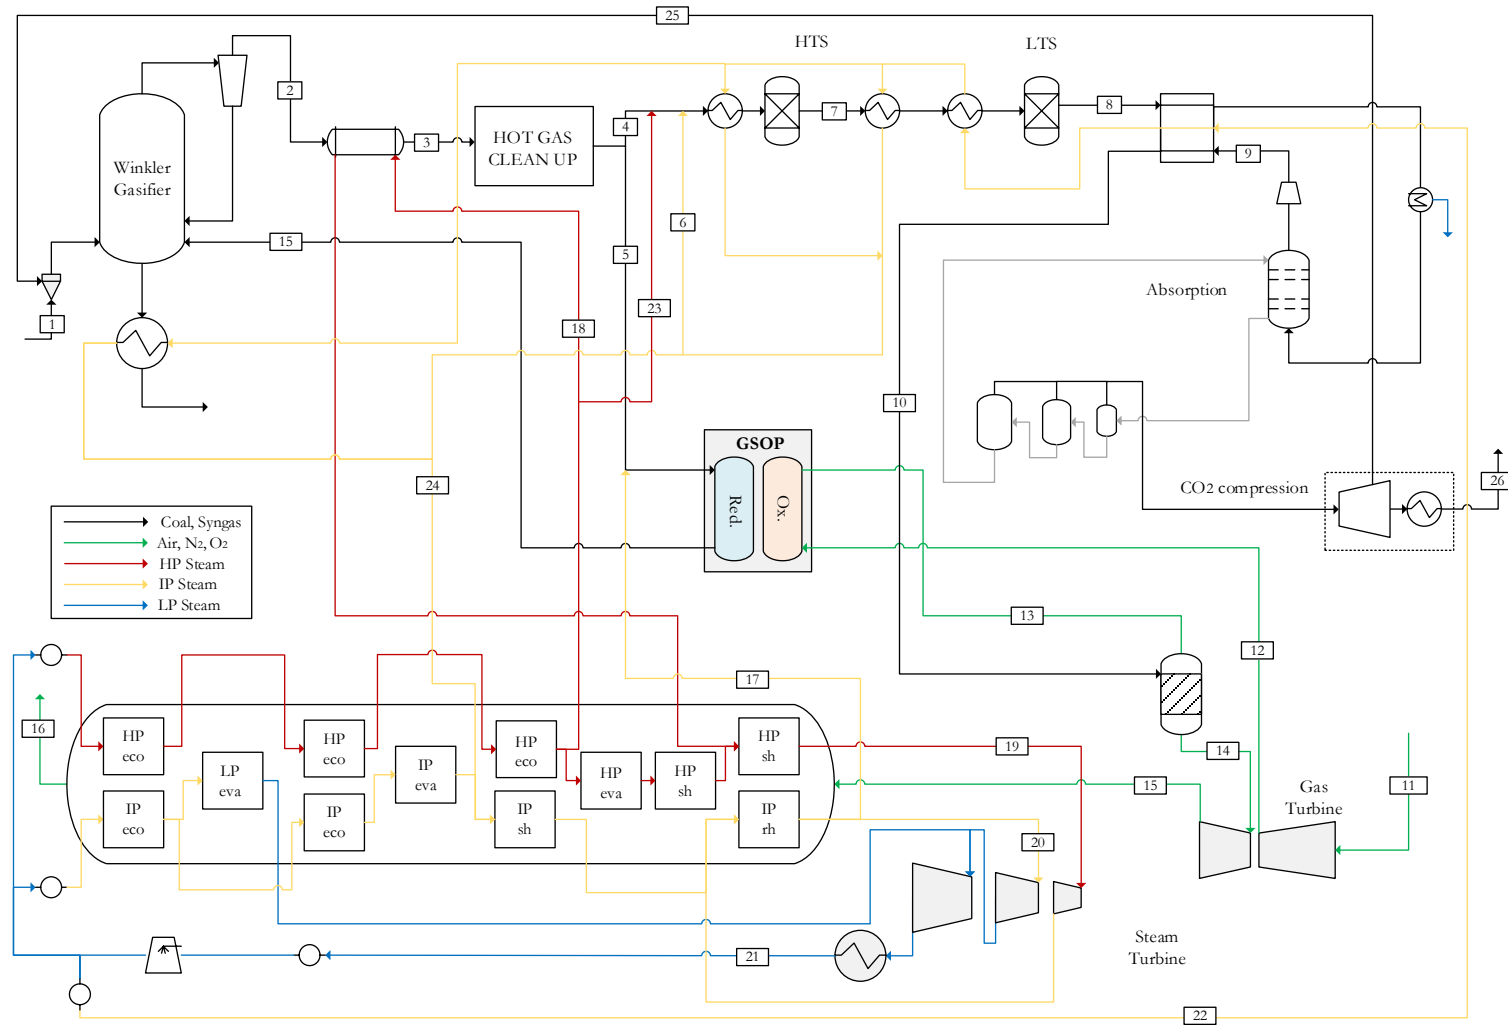 25
HTS
LTS
2
8
4
7
3
HOT GAS
CLEAN UP
9
Winkler
Gasifier
6
15
5
Absorption
23
1
18
10
GSOP
Red.
Ox.
CO2 compression
26
24
Coal, Syngas
Air, N2, O2
HP Steam
IP Steam
LP Steam
13
12
17
16
HP
eco
HP
eco
HP
eco
HP
sh
19
14
LP
eva
IP
eva
HP
eva
HP
sh
15
11
Gas
Turbine
IP
eco
IP
eco
IP
sh
IP
rh
20
Steam
Turbine
21
22